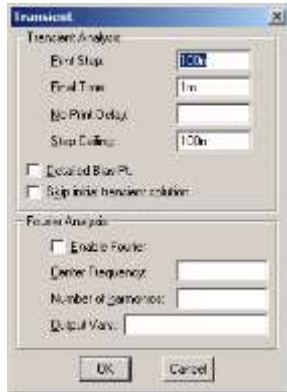 Transient
Transient Analysis
Print Step: 100n
Final Time: 1m
No-Print Delay:
Step Ceiling: 100n
Detailed Bias Pt.
Skip initial transient solution
Fourier Analysis
Enable Fourier
Center Frequency:
Number of harmonics:
Output Vars.:
OK Cancel